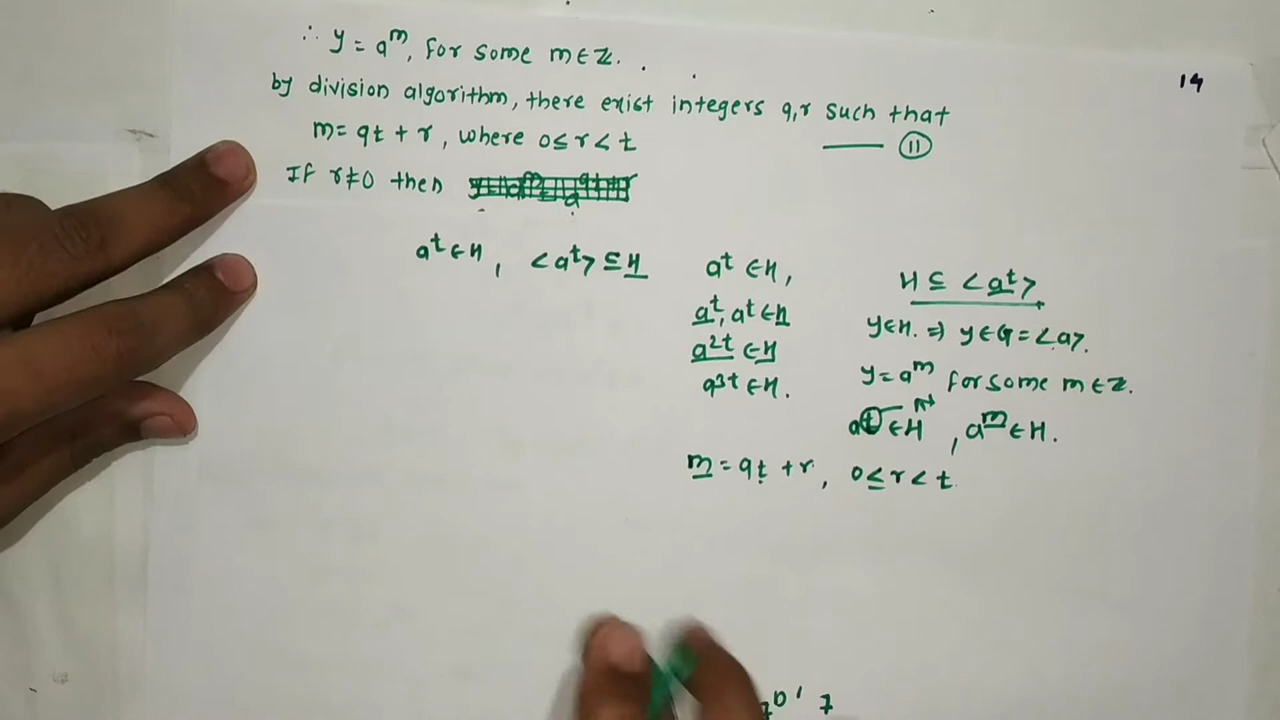 ∴ y = a^m, for some m ∈ ℤ.
14
by division algorithm, there exist integers q,r such that
m = qt + r, where 0 ≤ r < t —— (11)
If r ≠ 0 then
a^t ∈ H, <a^t> ⊆ H
a^t ∈ H,
a^t, a^t ∈ H
a^2t ∈ H
a^3t ∈ H.
H ⊆ <a^t>
y ∈ H. ⇒ y ∈ G = <a>.
y = a^m for some m ∈ ℤ.
a^t ∈ H, a^m ∈ H.
m = qt + r, 0 ≤ r < t.